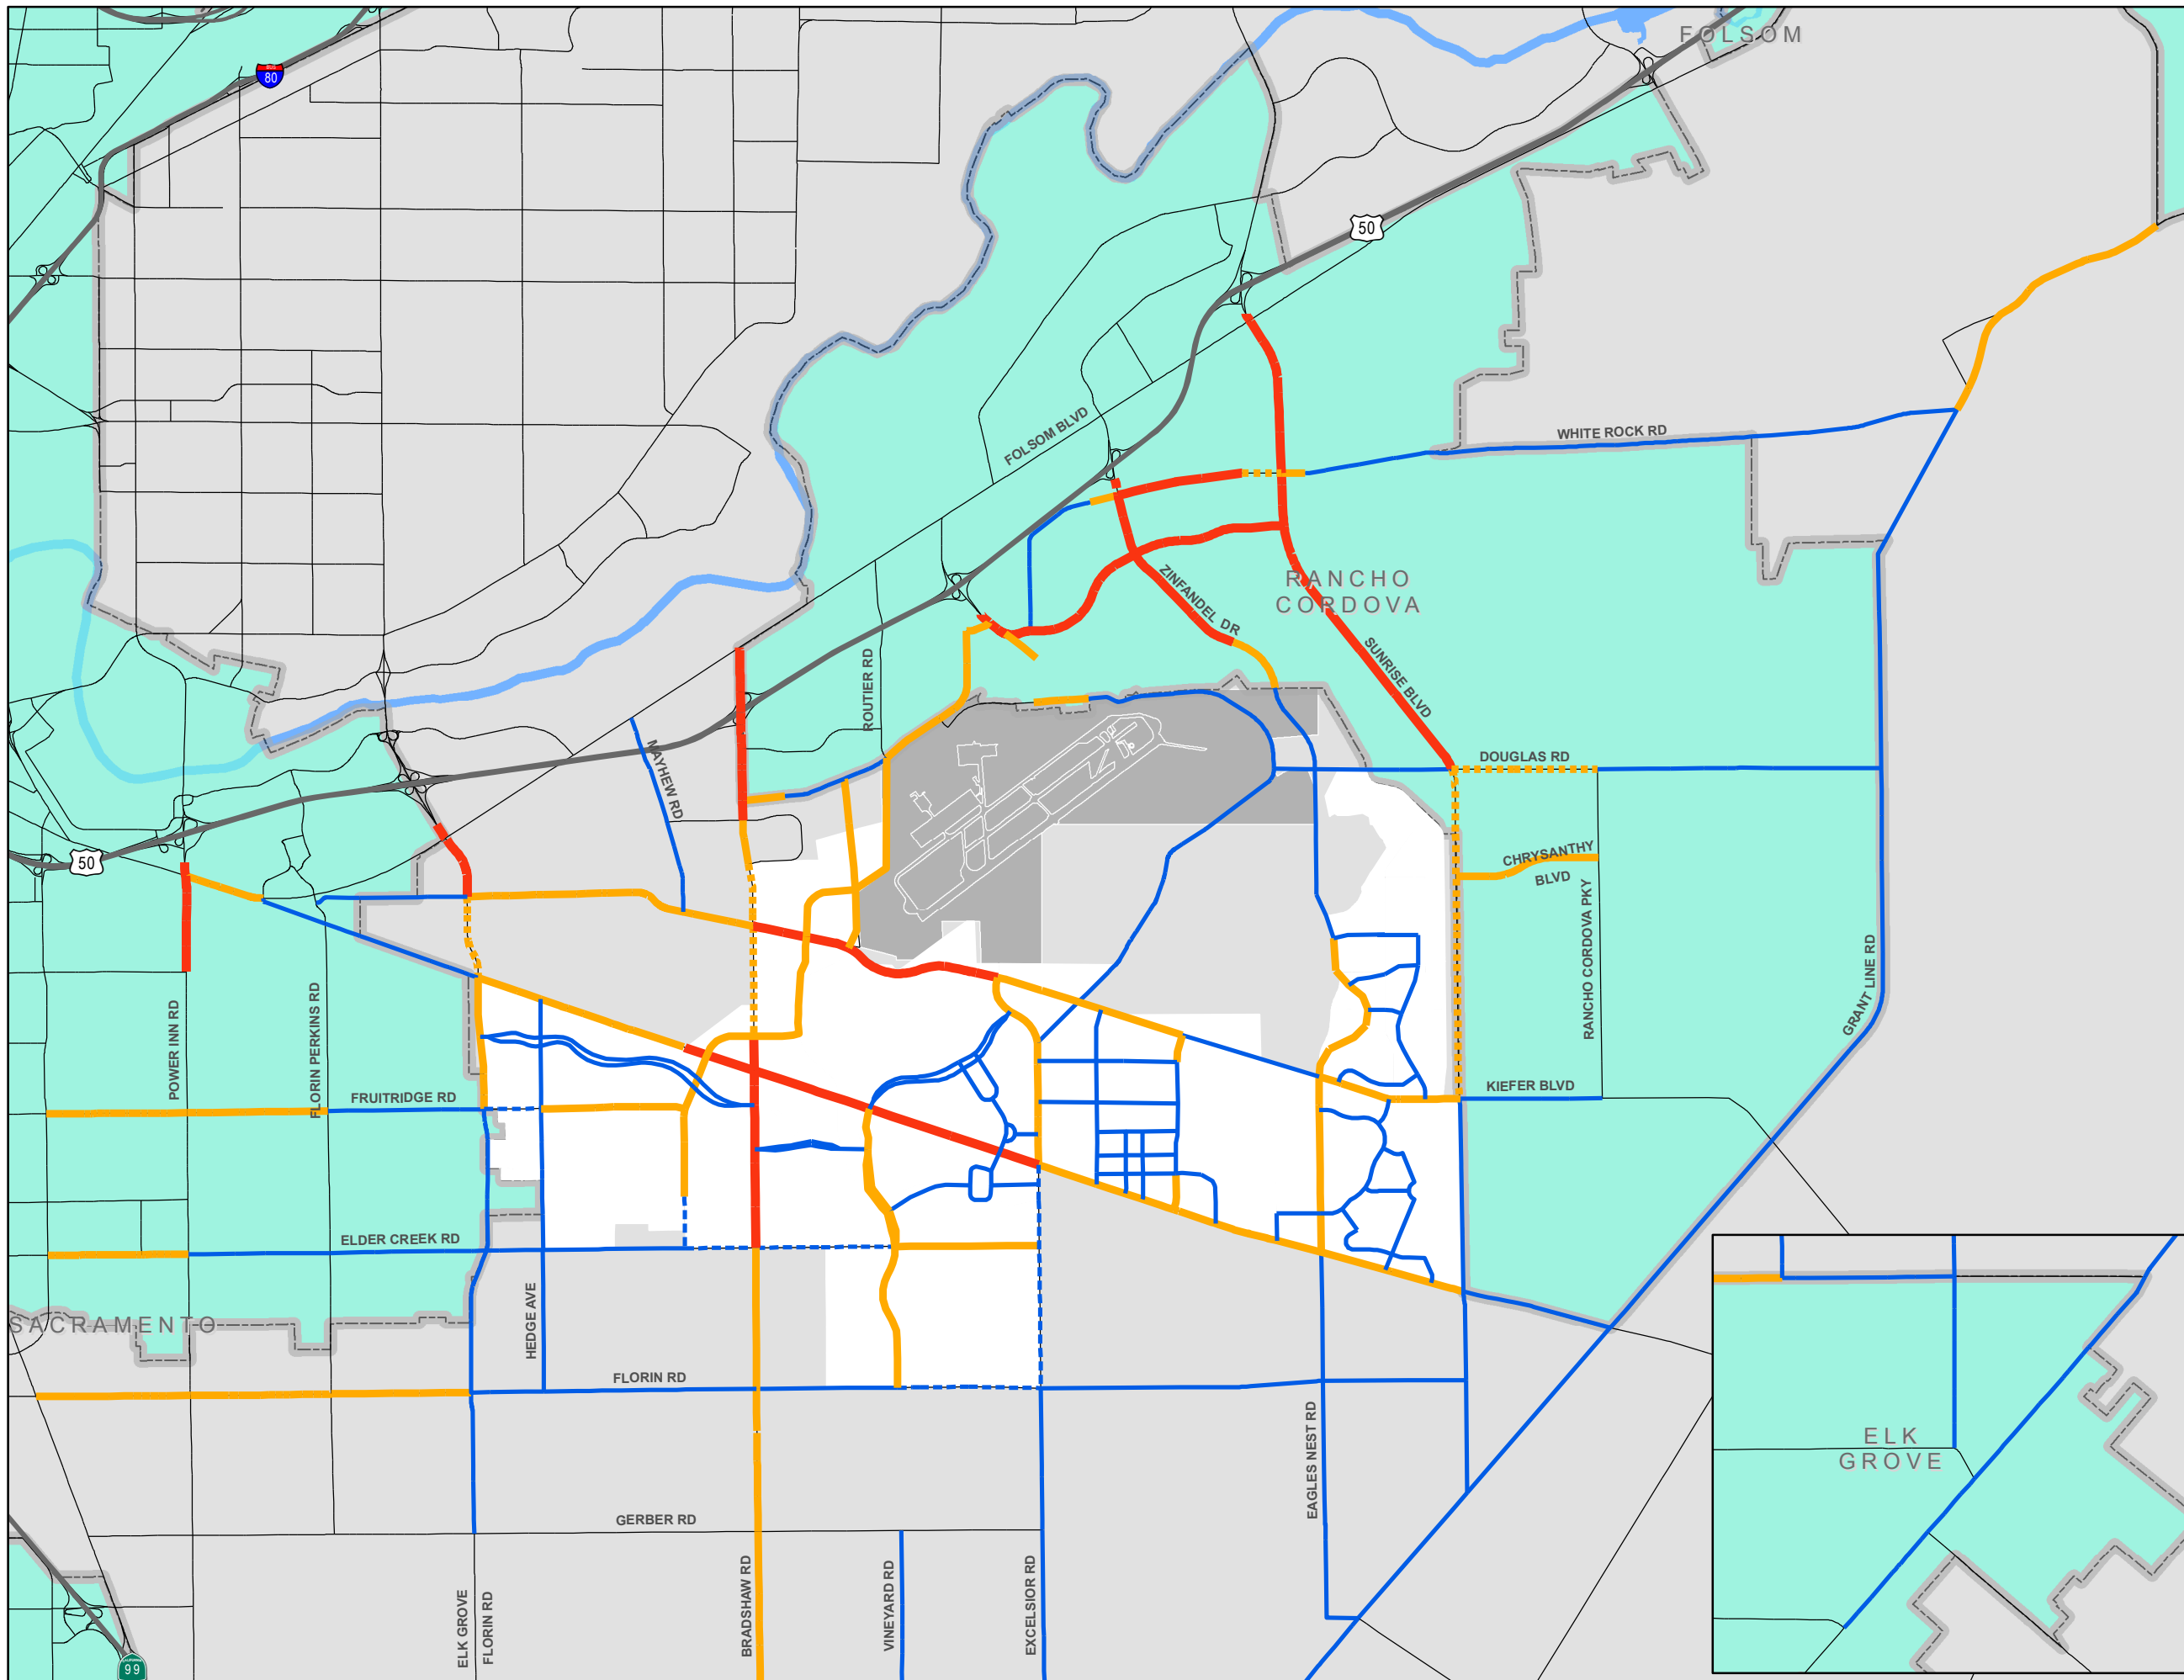 FOLSOM
80
50
FOLSOM BLVD
WHITE ROCK RD
ZINFANDEL DR
RANCHO
CORDOVA
SUNRISE BLVD
ROUTIER RD
MAYHEW RD
DOUGLAS RD
50
CHRYSANTHY
BLVD
RANCHO CORDOVA PKY
GRANT LINE RD
POWER INN RD
FLORIN PERKINS RD
FRUITRIDGE RD
KIEFER BLVD
ELDER CREEK RD
HEDGE AVE
SACRAMENTO
FLORIN RD
EAGLES NEST RD
ELK
GROVE
GERBER RD
ELK GROVE
FLORIN RD
BRADSHAW RD
VINEYARD RD
EXCELSIOR RD
99